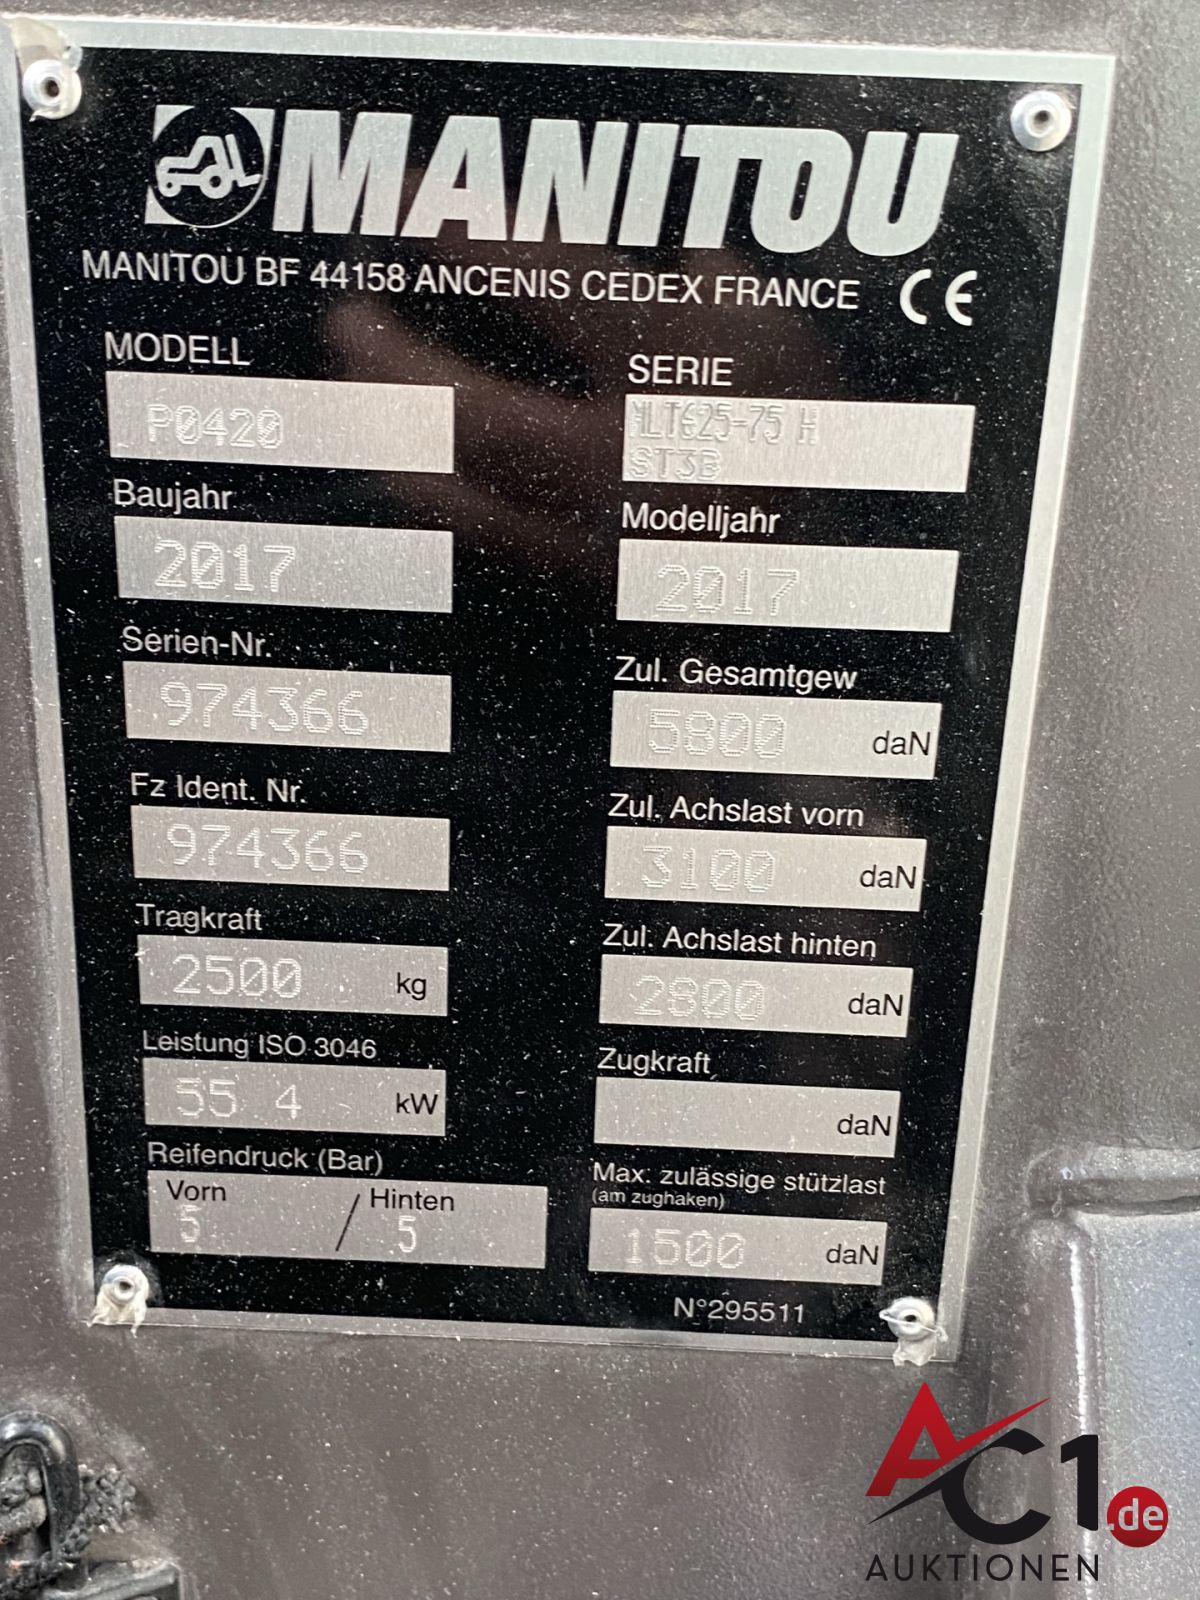 MANITOU
MANITOU BF 44158 ANCENIS CEDEX FRANCE CE
MODELL
P0420
SERIE
MLT625-75 H
ST3B
Baujahr
2017
Modelljahr
2017
Serien-Nr.
974366
Zul. Gesamtgew
5800 daN
Fz Ident. Nr.
974366
Zul. Achslast vorn
3100 daN
Tragkraft
2500 kg
Zul. Achslast hinten
2800 daN
Leistung ISO 3046
55 4 kW
Zugkraft
daN
Reifendruck (Bar)
Vorn / Hinten
5 5
Max. zulässige stützlast
(am zughaken)
1500 daN
N°295511
AC1.de
AUKTIONEN